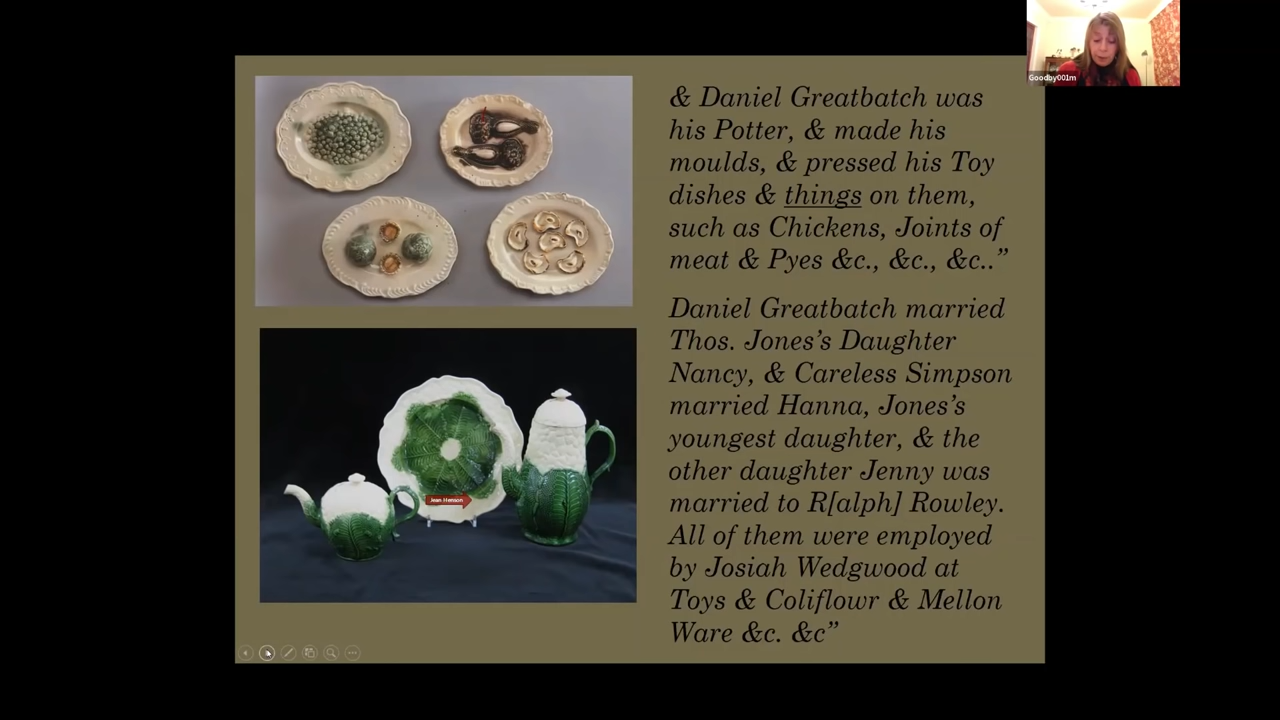 Goodby001m
& Daniel Greatbatch was
his Potter, & made his
moulds, & pressed his Toy
dishes & things on them,
such as Chickens, Joints of
meat & Pyes &c., &c., &c..”
Daniel Greatbatch married
Thos. Jones’s Daughter
Nancy, & Careless Simpson
married Hanna, Jones’s
youngest daughter, & the
other daughter Jenny was
married to R[alph] Rowley.
All of them were employed
by Josiah Wedgwood at
Toys & Coliflowr & Mellon
Ware &c. &c”
Jean Henson